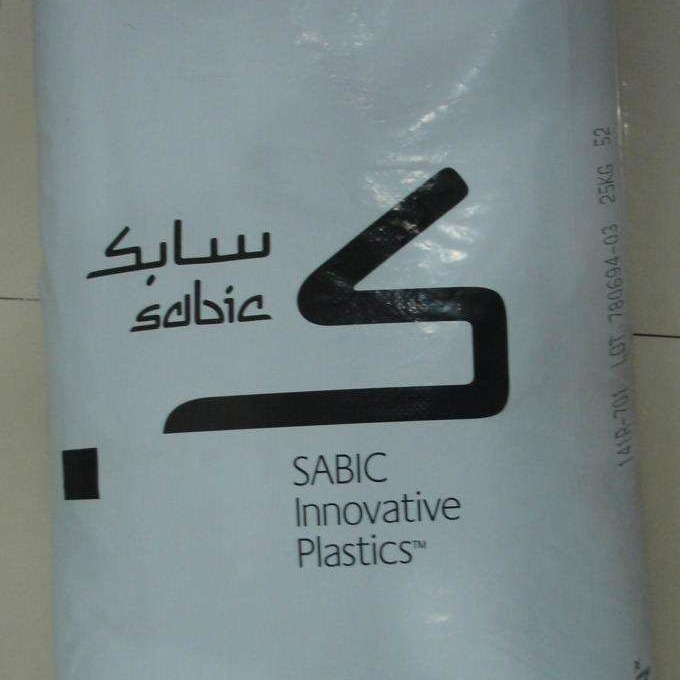 سابك
sabic
SABIC
Innovative
Plastics™
141R-701 LOT.780694-03 25KG 52